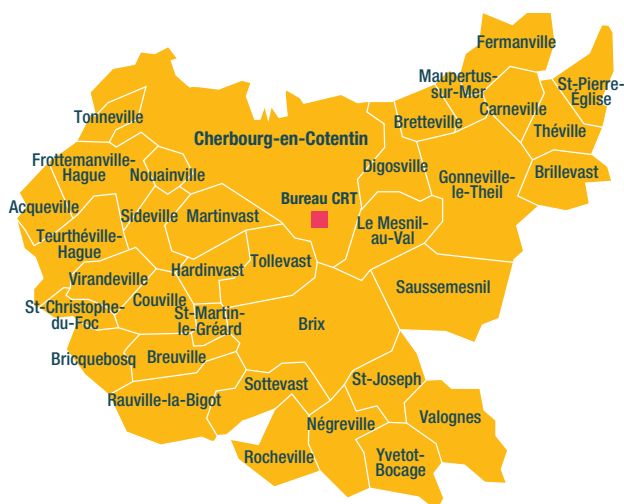 Fermanville
Maupertus-
sur-Mer
St-Pierre-
Église
Carneville
Tonneville
Bretteville
Théville
Cherbourg-en-Cotentin
Frottemanville-
Hague
Nouainville
Digosville
Gonneville-
le-Theil
Brillevast
Bureau CRT
Acqueville
Sideville
Martinvast
Le Mesnil-
au-Val
Teurthéville-
Hague
Hardinvast
Tollevast
Virandeville
Saussemesnil
St-Christophe-
du-Foc
Couville
St-Martin-
le-Gréard
Brix
Bricquebosq
Breuville
Sottevast
St-Joseph
Rauville-la-Bigot
Négreville
Valognes
Rocheville
Yvetot-
Bocage